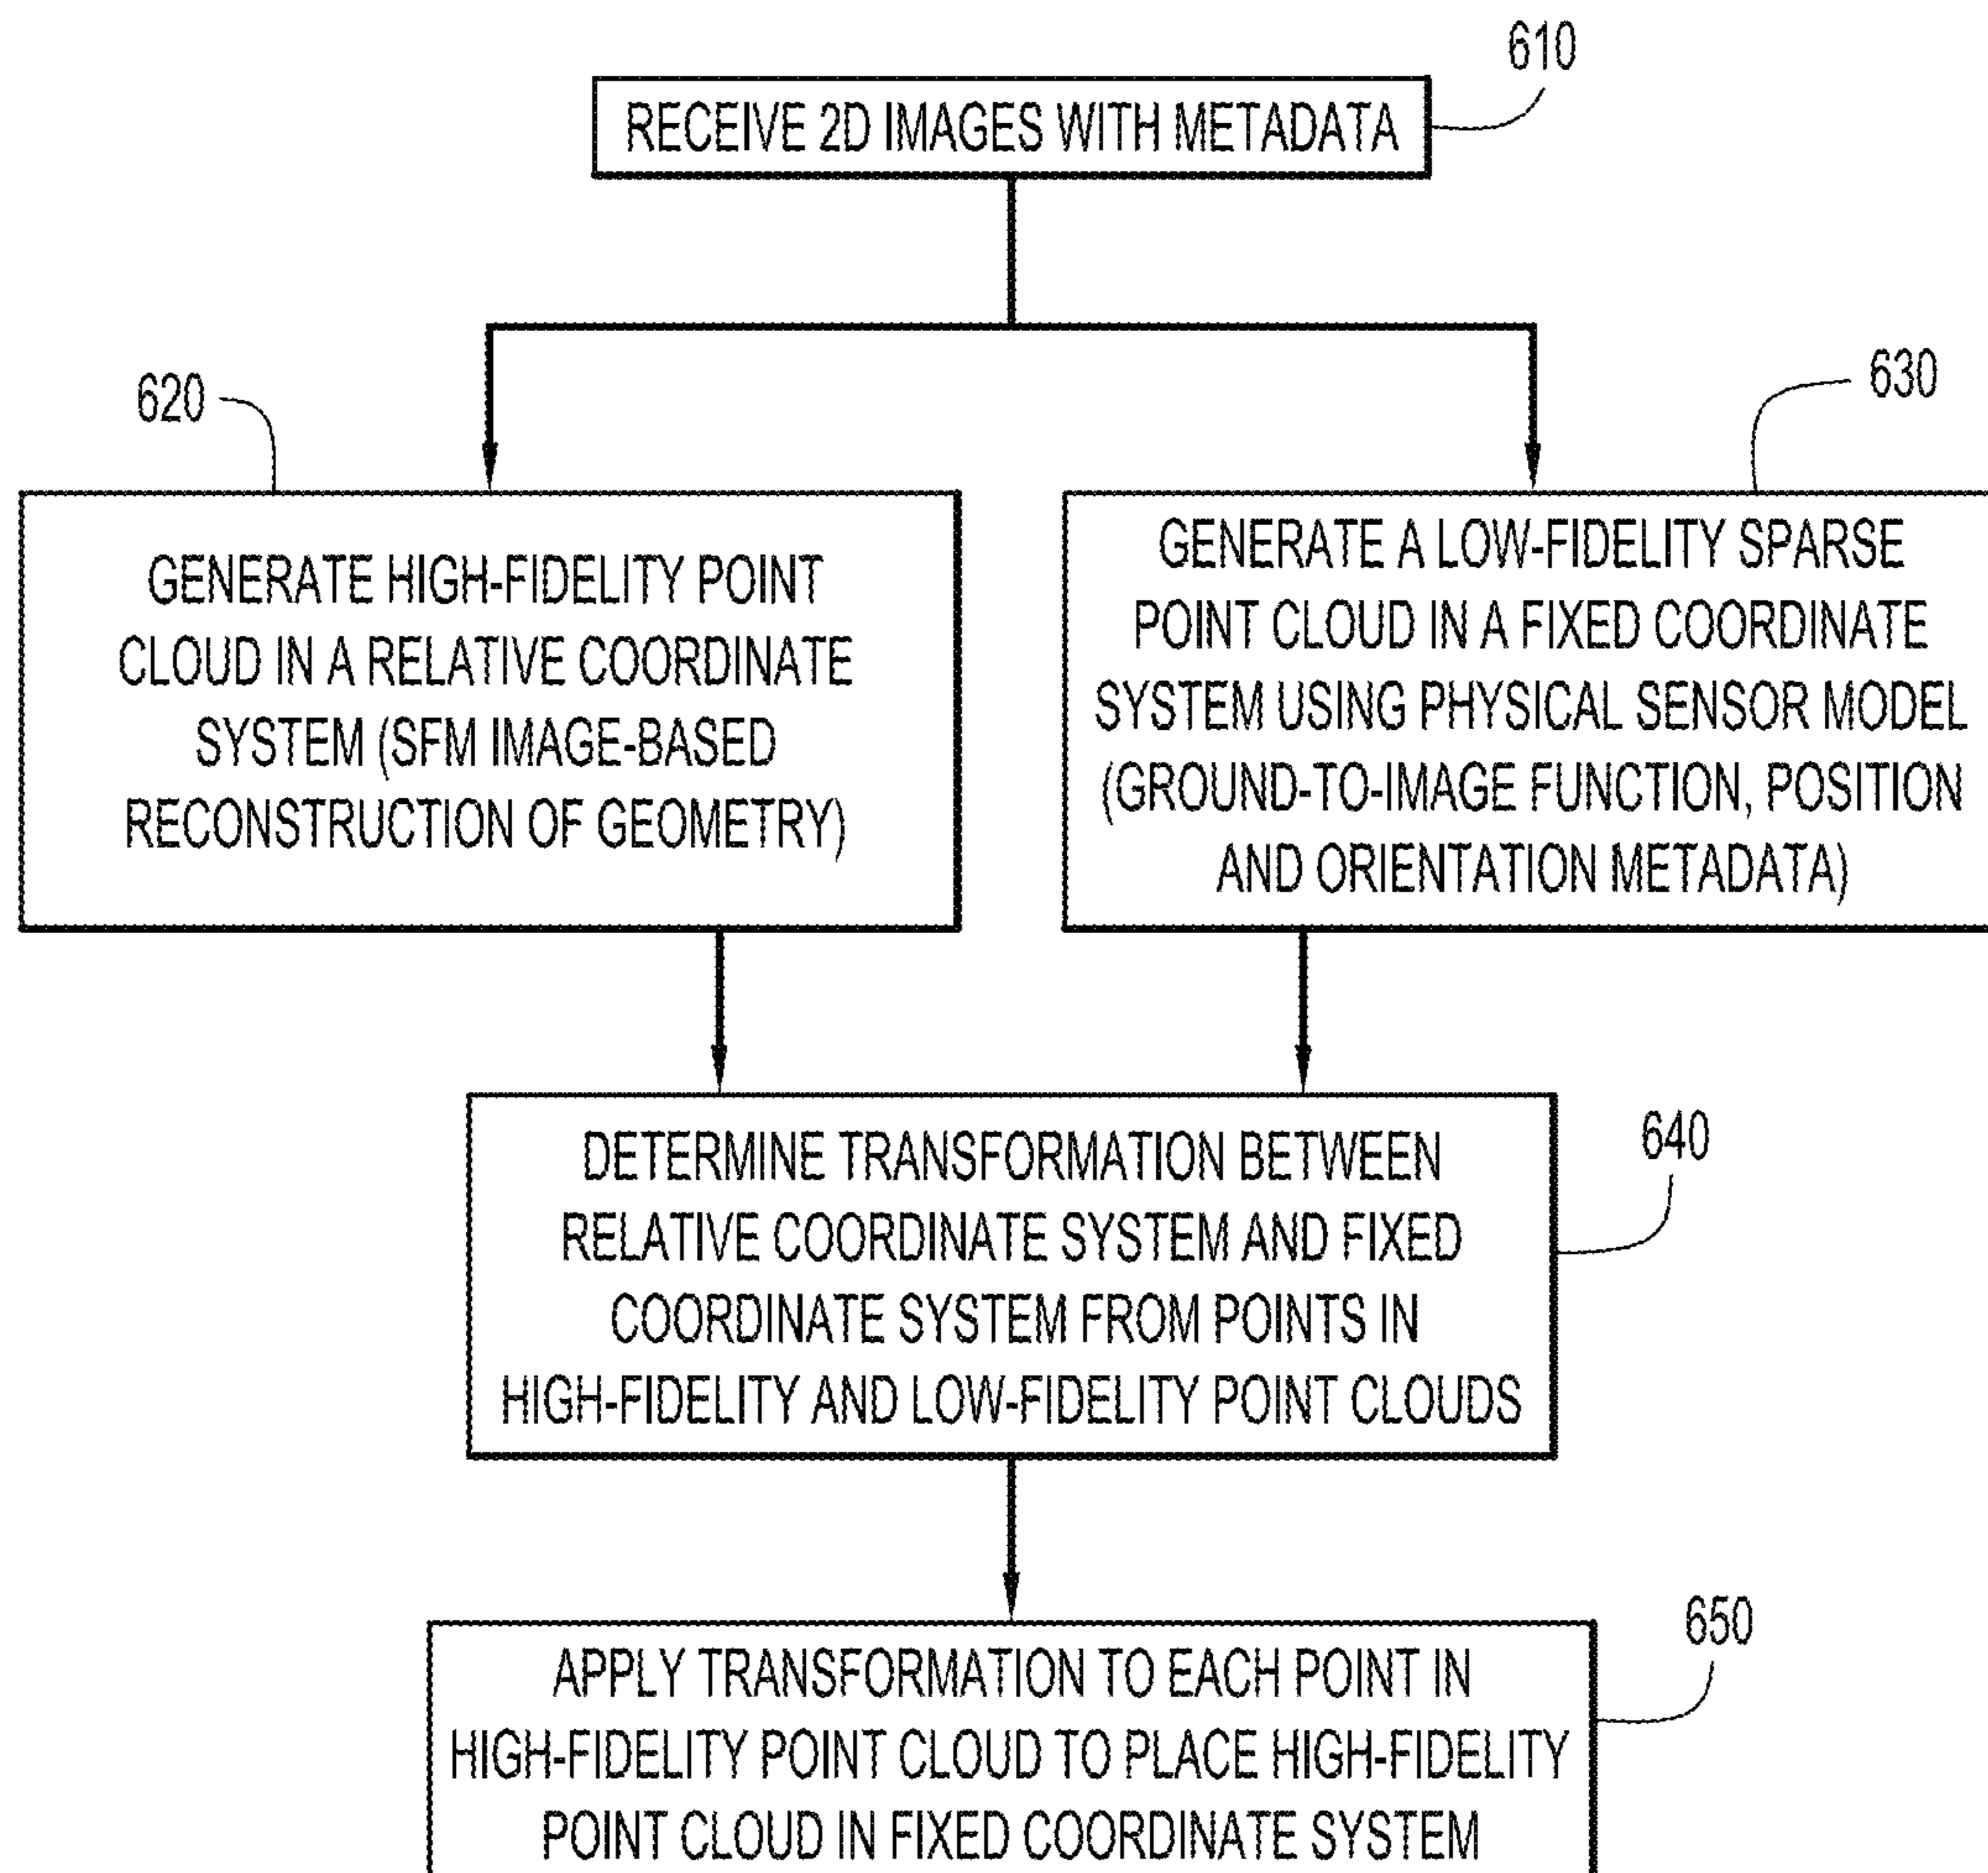 610
RECEIVE 2D IMAGES WITH METADATA
620
630
GENERATE HIGH-FIDELITY POINT
CLOUD IN A RELATIVE COORDINATE
SYSTEM (SFM IMAGE-BASED
RECONSTRUCTION OF GEOMETRY)
GENERATE A LOW-FIDELITY SPARSE
POINT CLOUD IN A FIXED COORDINATE
SYSTEM USING PHYSICAL SENSOR MODEL
(GROUND-TO-IMAGE FUNCTION, POSITION
AND ORIENTATION METADATA)
640
DETERMINE TRANSFORMATION BETWEEN
RELATIVE COORDINATE SYSTEM AND FIXED
COORDINATE SYSTEM FROM POINTS IN
HIGH-FIDELITY AND LOW-FIDELITY POINT CLOUDS
650
APPLY TRANSFORMATION TO EACH POINT IN
HIGH-FIDELITY POINT CLOUD TO PLACE HIGH-FIDELITY
POINT CLOUD IN FIXED COORDINATE SYSTEM